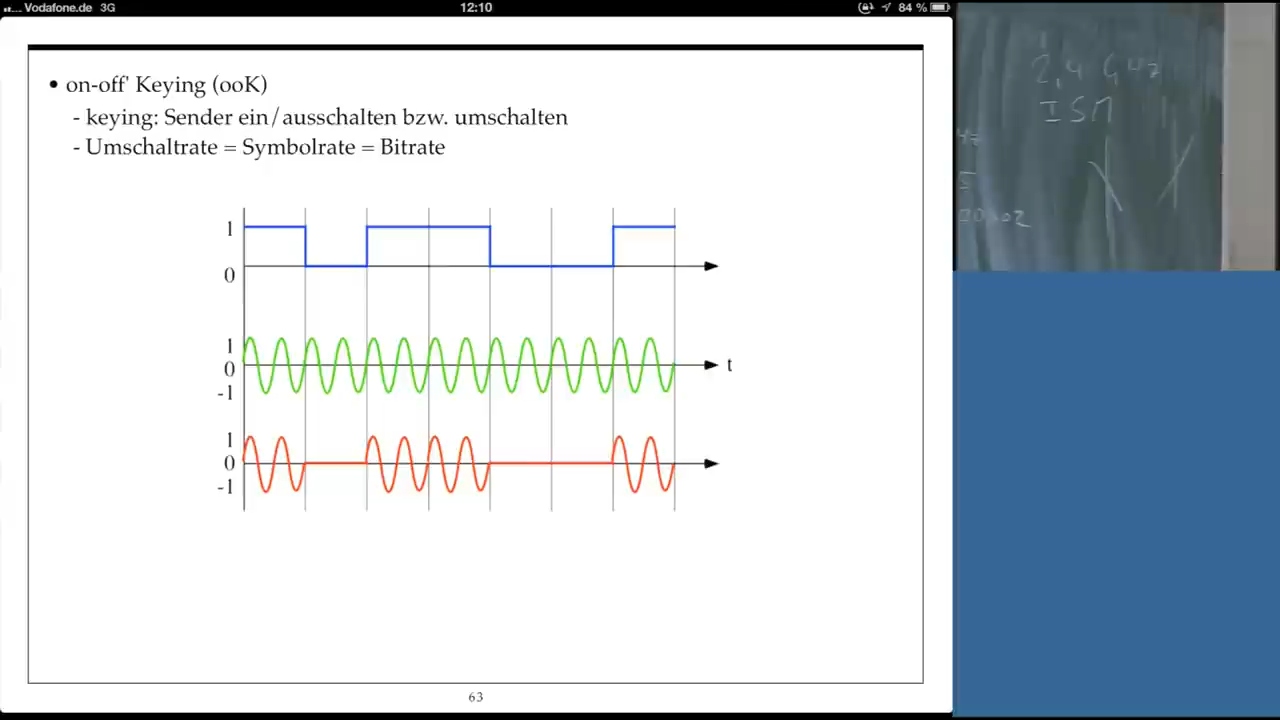 Vodafone.de 3G 12:10 84 %
• on-off' Keying (ooK)
- keying: Sender ein/ausschalten bzw. umschalten
- Umschaltrate = Symbolrate = Bitrate
1
0
1
0
-1
t
1
0
-1
63
2,4 GHz
ISM